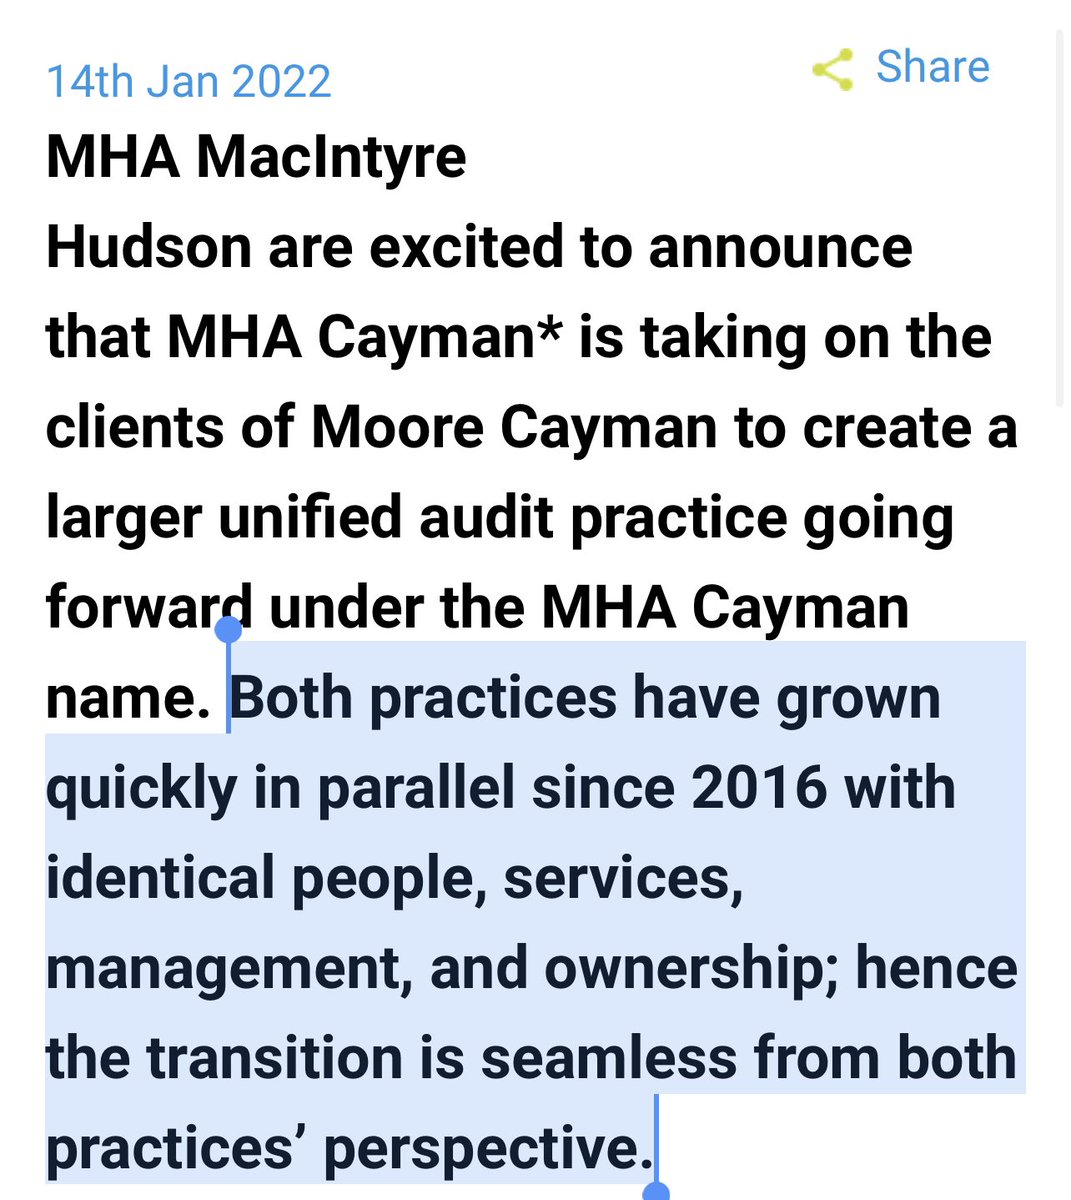 14th Jan 2022
Share
MHA MacIntyre
Hudson are excited to announce
that MHA Cayman* is taking on the
clients of Moore Cayman to create a
larger unified audit practice going
forward under the MHA Cayman
name. Both practices have grown
quickly in parallel since 2016 with
identical people, services,
management, and ownership; hence
the transition is seamless from both
practices’ perspective.